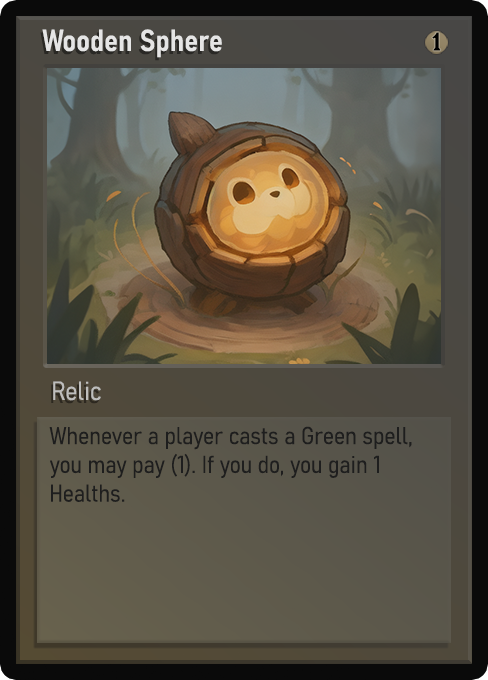 Wooden Sphere
1
Relic
Whenever a player casts a Green spell,
you may pay (1). If you do, you gain 1
Healths.